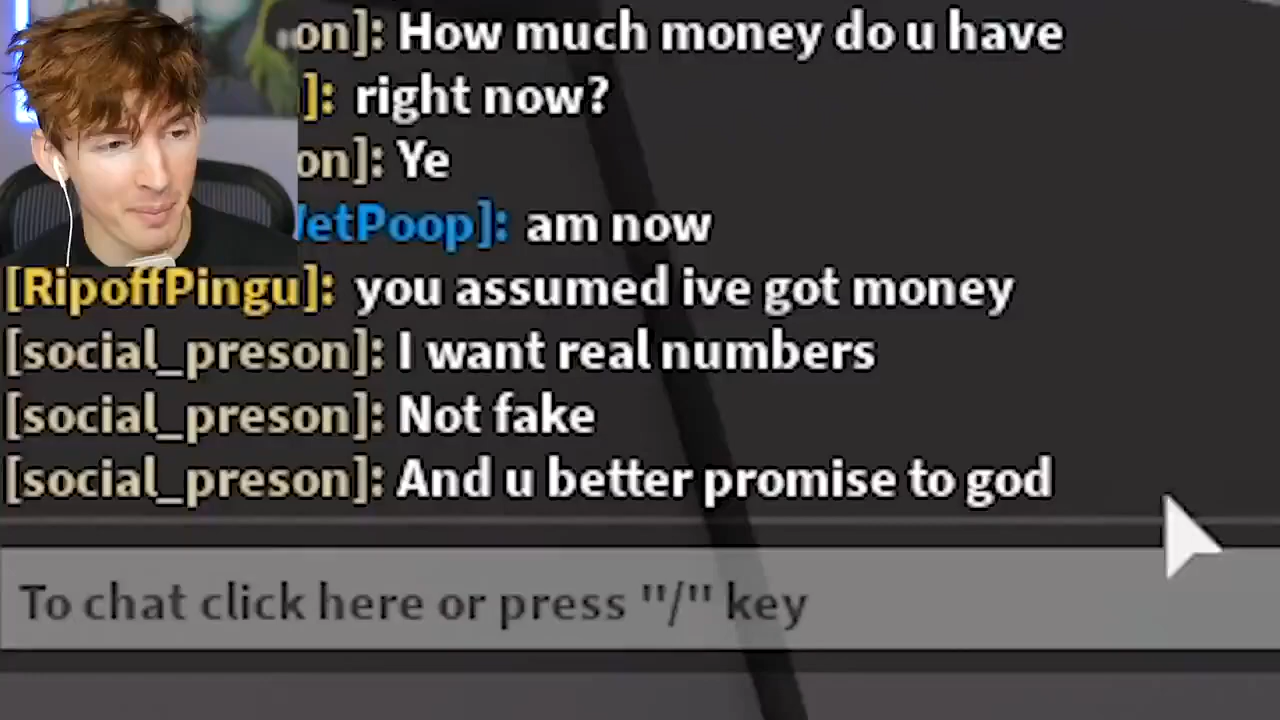 on]: How much money do u have
]: right now?
on]: Ye
etPoop]: am now
[RipoffPingu]: you assumed ive got money
[social_preson]: I want real numbers
[social_preson]: Not fake
[social_preson]: And u better promise to god
To chat click here or press "/" key